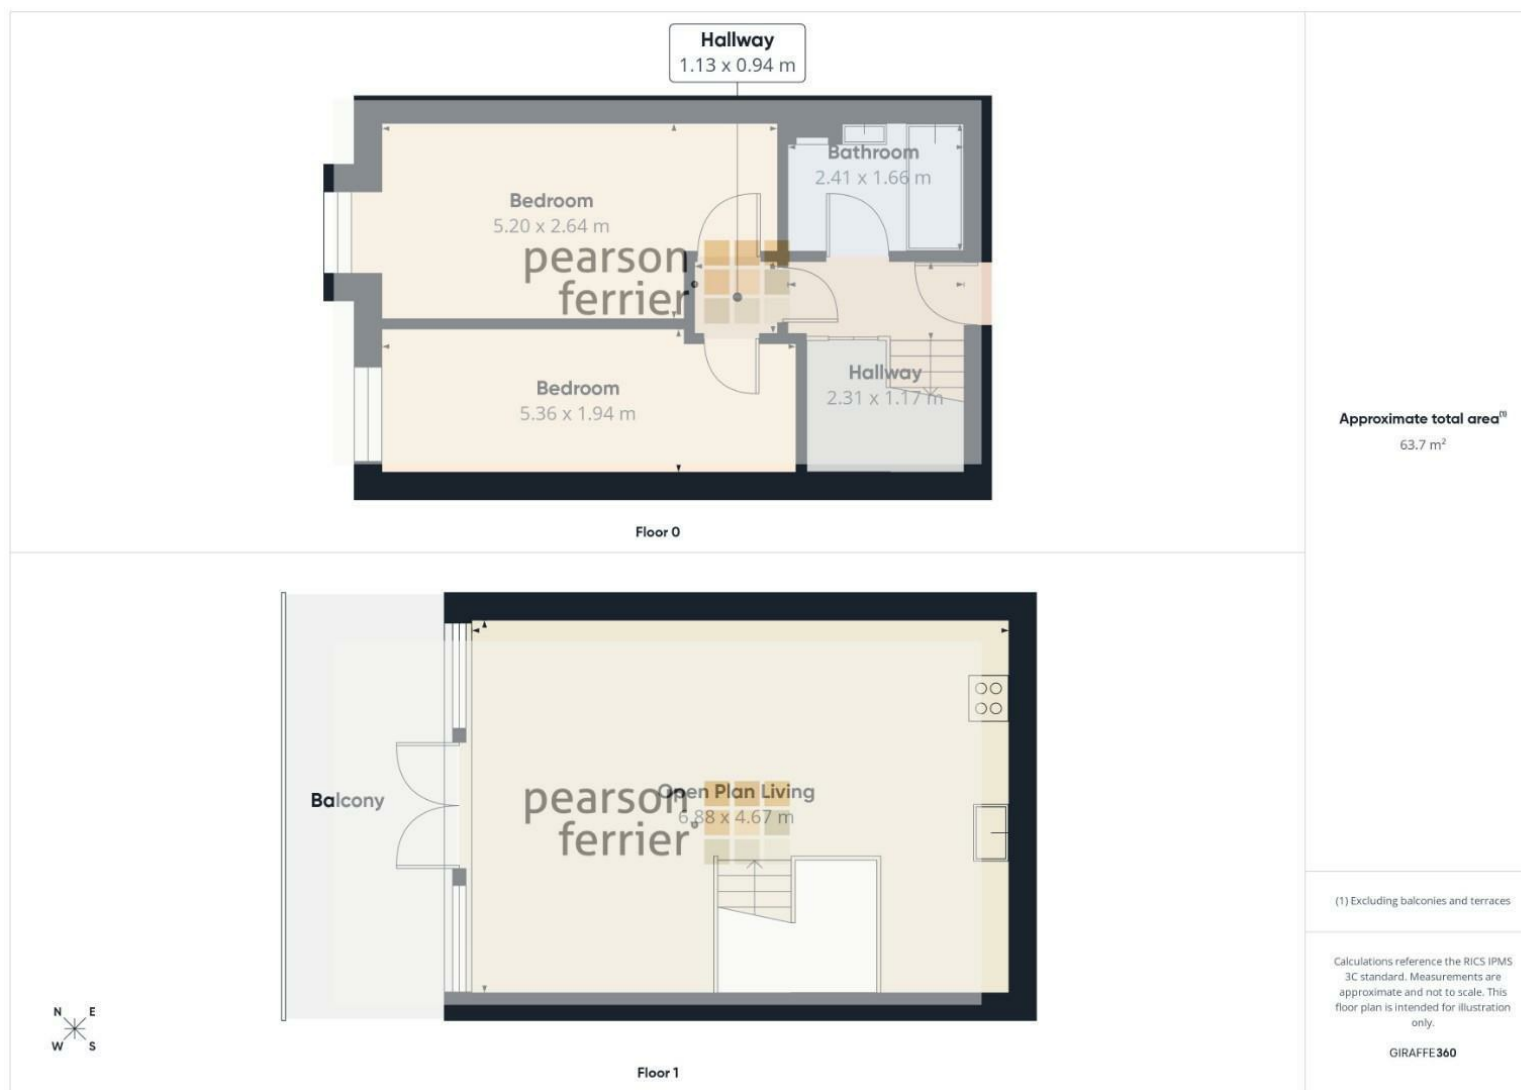 Hallway
1.13 x 0.94 m
Bathroom
2.41 x 1.66 m
Bedroom
5.20 x 2.64 m
pearson
ferrier
Hallway
2.31 x 1.17 m
Bedroom
5.36 x 1.94 m
Floor 0
Approximate total area(1)
63.7 m²
Balcony
Open Plan Living
6.88 x 4.67 m
pearson
ferrier
N E
W S
Floor 1
(1) Excluding balconies and terraces
Calculations reference the RICS IPMS
3C standard. Measurements are
approximate and not to scale. This
floor plan is intended for illustration
only.
GIRAFFE360